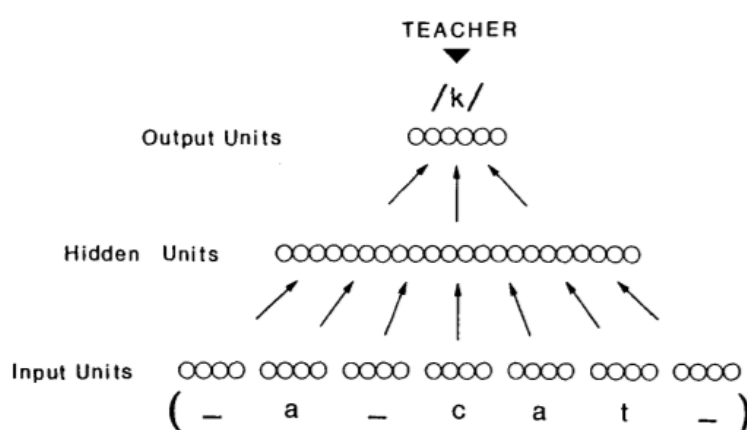 TEACHER
/k/
Output Units
Hidden Units
Input Units
( _ a _ c a t _ )